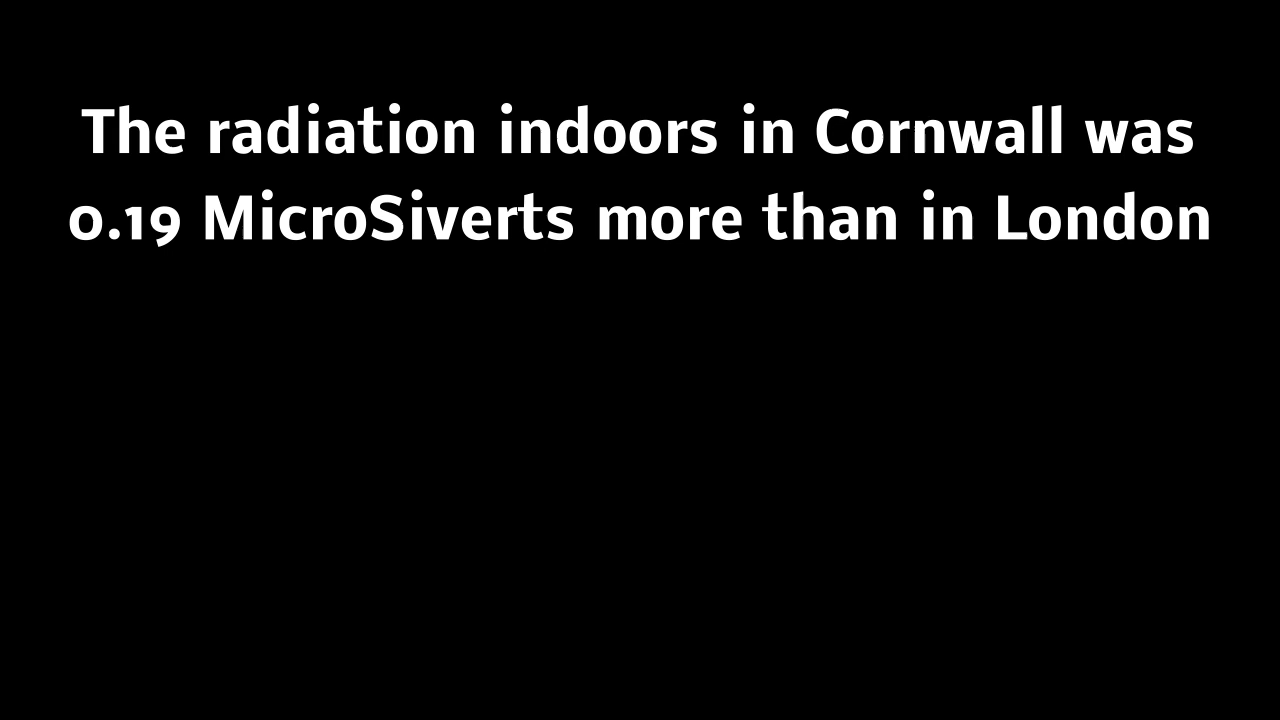 The radiation indoors in Cornwall was
0.19 MicroSiverts more than in London